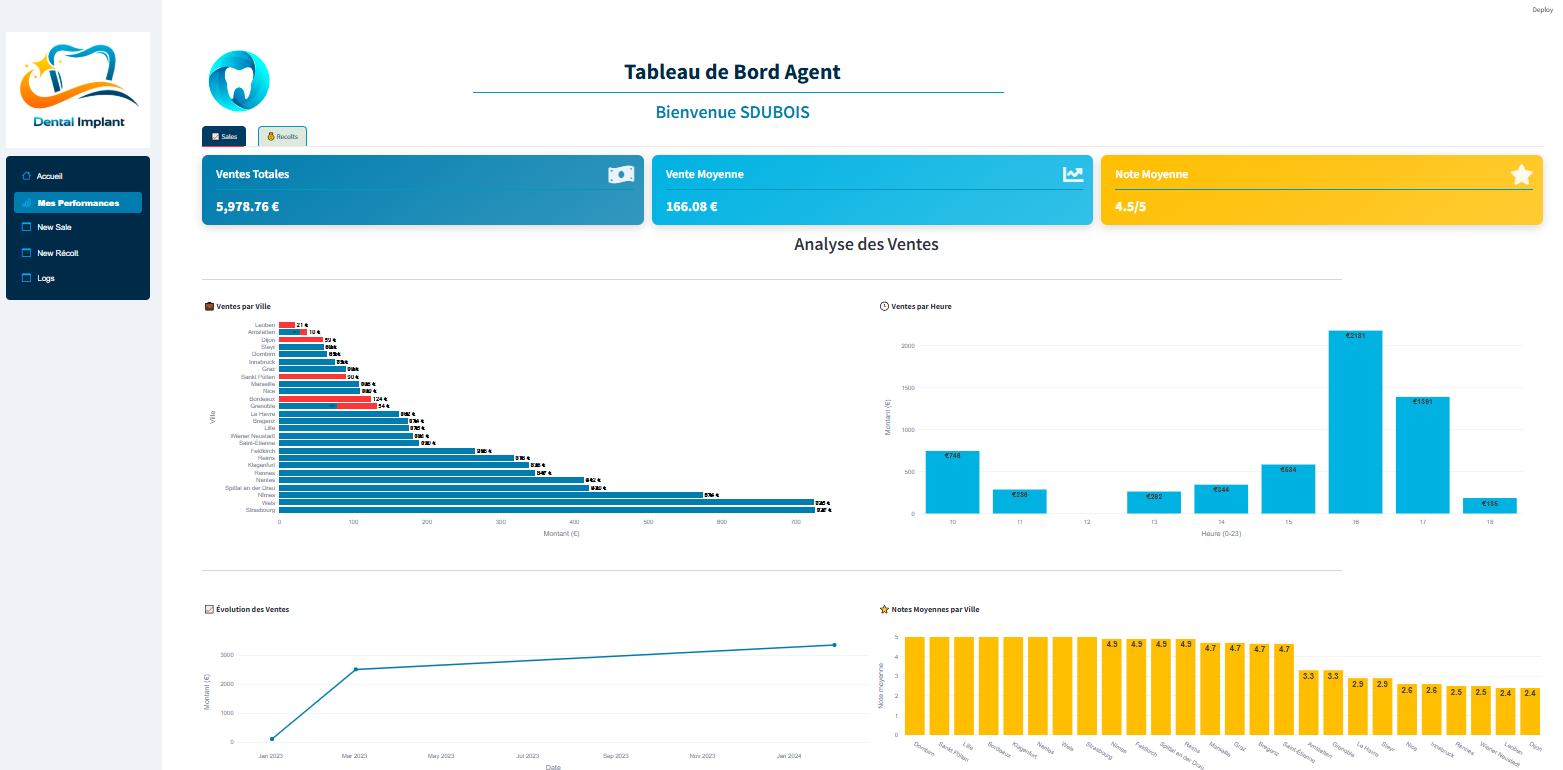 Deploy
Dental Implant
Tableau de Bord Agent
Bienvenue SDUBOIS
Sales
Recolts
Accueil
Mes Performances
New Sale
New Récolt
Logs
Ventes Totales
5,978.76 €
Vente Moyenne
166.08 €
Note Moyenne
4.5/5
Analyse des Ventes
Ventes par Ville
Ville
Leoben 21 €
Amstetten 10 €
Dijon
Steyr
Dornbirn
Innsbruck
Graz
Sankt Pölten
Marseille
Nice
Bordeaux 124 €
Grenoble 54 €
Le Havre
Bregenz
Lille
Wiener Neustadt
Saint-Étienne
Feldkirch
Reims
Klagenfurt
Rennes
Nantes
Spittal an der Drau
Nîmes
Wels
Strasbourg
0 100 200 300 400 500 600 700
Montant (€)
Ventes par Heure
Montant (€)
2000
1500
1000
500
0
€2181
€1391
€344
10 11 12 13 14 15 16 17 18
Heure (0-23)
Évolution des Ventes
Montant (€)
3000
2000
1000
0
Jan 2023 Mar 2023 May 2023 Jul 2023 Sep 2023 Nov 2023 Jan 2024
Date
Notes Moyennes par Ville
Note moyenne
5
4
3
2
1
0
4.9 4.9 4.9 4.9 4.7 4.7 4.7 4.7 3.3 3.3 2.9 2.9 2.6 2.6 2.5 2.5 2.4 2.4
Dornbirn Sankt Pölten Lille Bordeaux Klagenfurt Nantes Wels Strasbourg Nîmes Feldkirch Spittal an der Drau Reims Marseille Graz Bregenz Saint-Étienne Amstetten Grenoble Le Havre Steyr Nice Innsbruck Rennes Wiener Neustadt Leoben Dijon